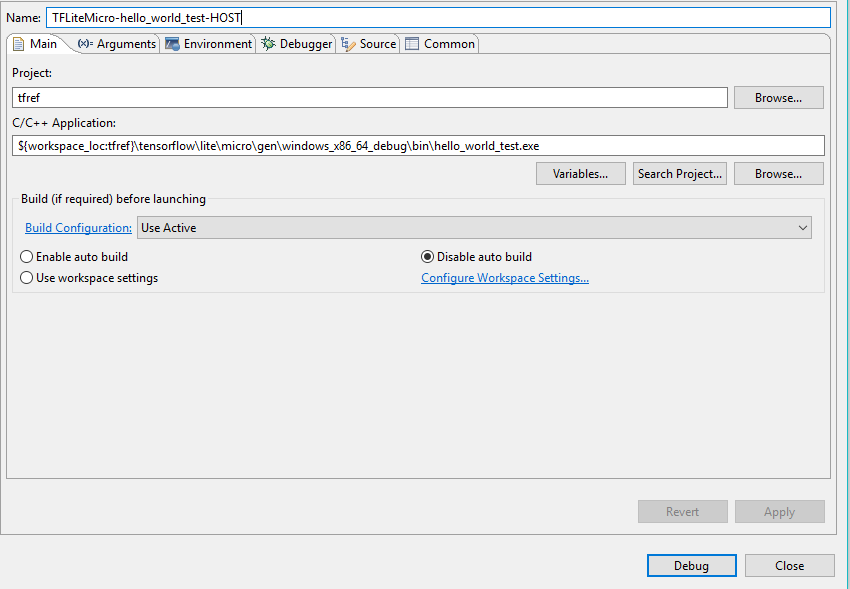 Name: TFLiteMicro-hello_world_test-HOST
Main (x)= Arguments Environment Debugger Source Common
Project:
tfref Browse...
C/C++ Application:
${workspace_loc:tfref}\tensorflow\lite\micro\gen\windows_x86_64_debug\bin\hello_world_test.exe
Variables... Search Project... Browse...
Build (if required) before launching
Build Configuration: Use Active
Enable auto build Disable auto build
Use workspace settings Configure Workspace Settings...
Revert Apply
Debug Close